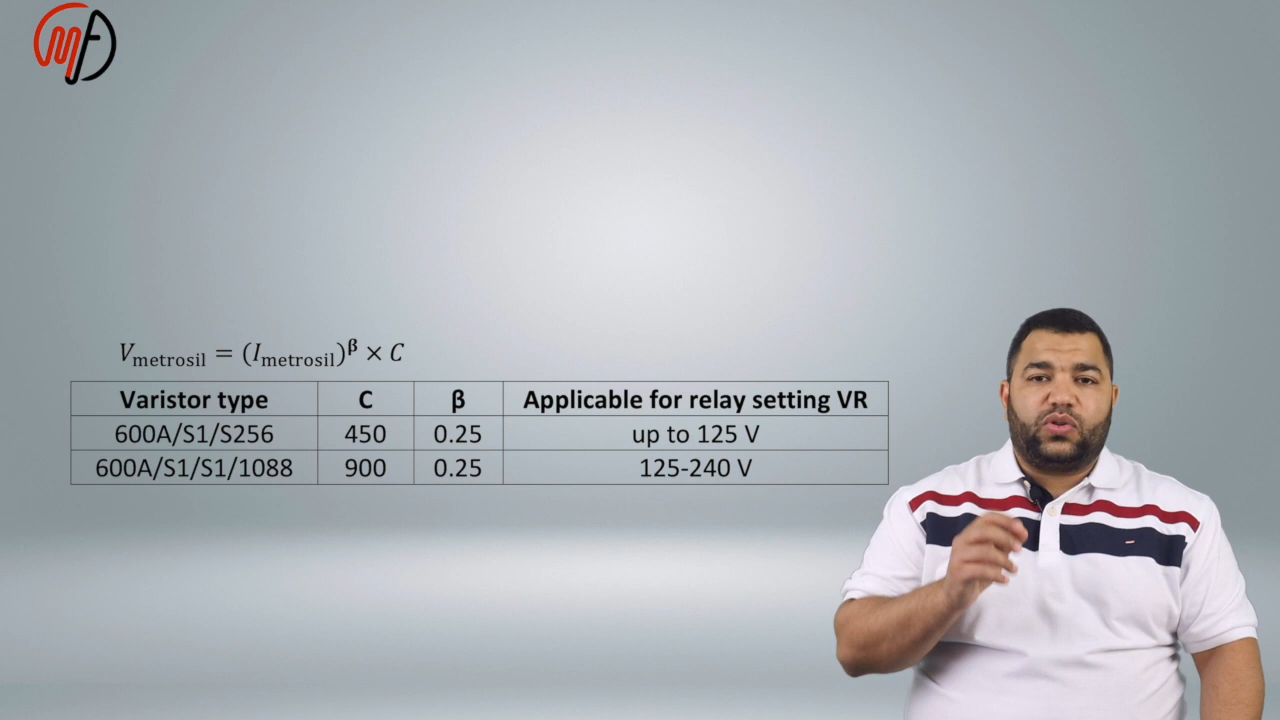 MF
V_metrosil = (I_metrosil)^β × C
Varistor type C β Applicable for relay setting VR
600A/S1/S256 450 0.25 up to 125 V
600A/S1/S1/1088 900 0.25 125-240 V